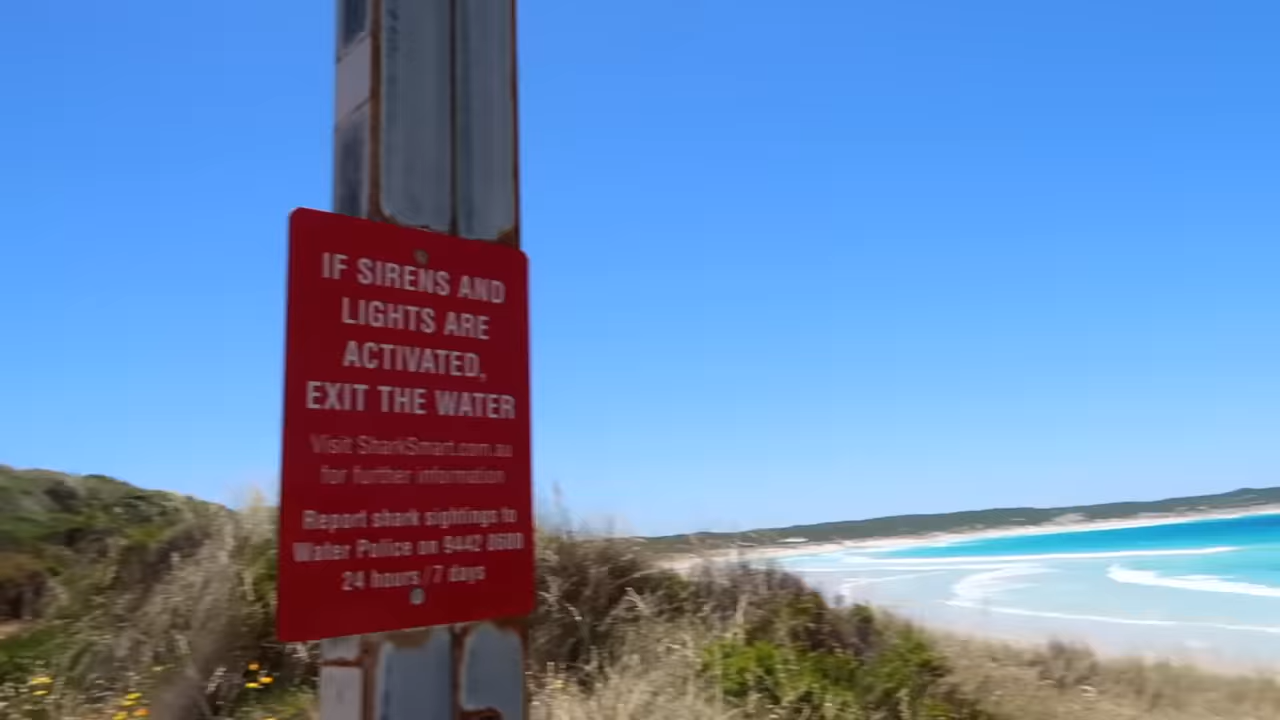 IF SIRENS AND
LIGHTS ARE
ACTIVATED,
EXIT THE WATER
Visit SharkSmart.com.au
for further information
Report shark sightings to
Water Police on 9442 8600
24 hours/7 days